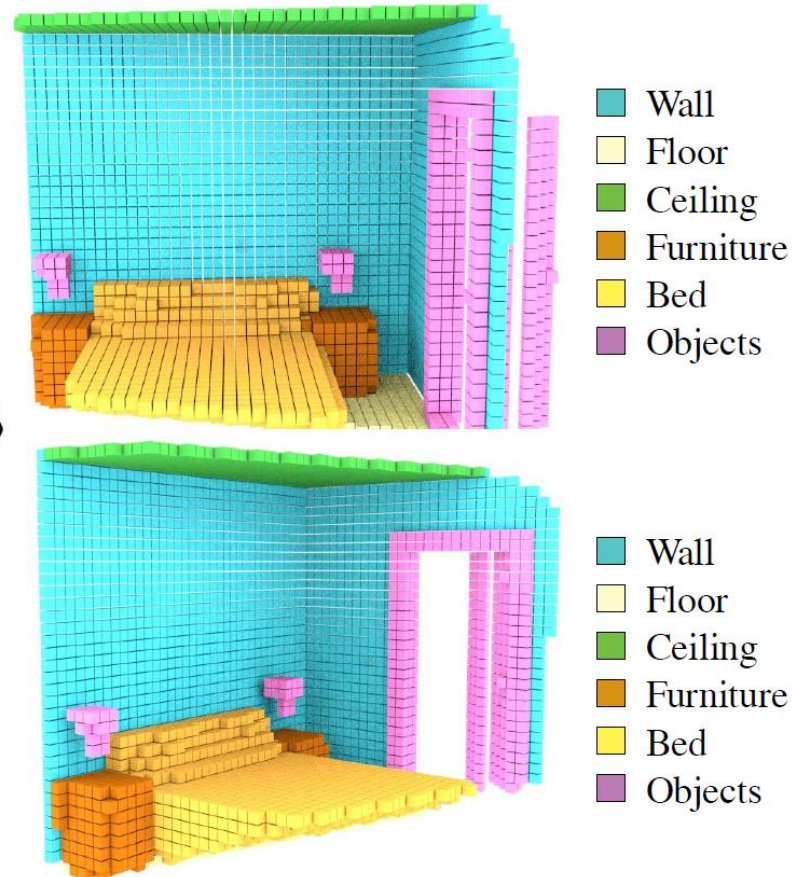 Wall
Floor
Ceiling
Furniture
Bed
Objects
Wall
Floor
Ceiling
Furniture
Bed
Objects